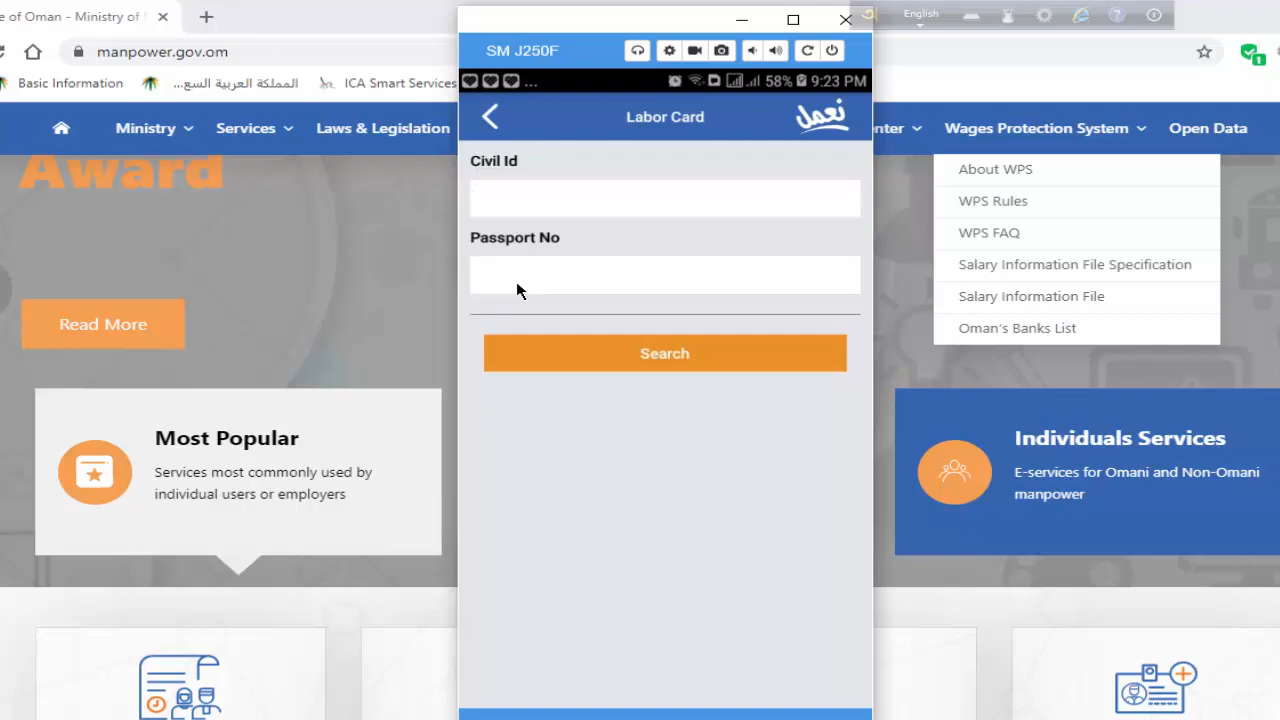 e of Oman - Ministry of
manpower.gov.om
Basic Information
المملكة العربية السع...
ICA Smart Services
English
1
Ministry
Services
Laws & Legislation
enter
Wages Protection System
Open Data
Award
Read More
About WPS
WPS Rules
WPS FAQ
Salary Information File Specification
Salary Information File
Oman's Banks List
SM J250F
...
58%
9:23 PM
Labor Card
نعمل
Civil Id
Passport No
Search
Most Popular
Services most commonly used by
individual users or employers
Individuals Services
E-services for Omani and Non-Omani
manpower